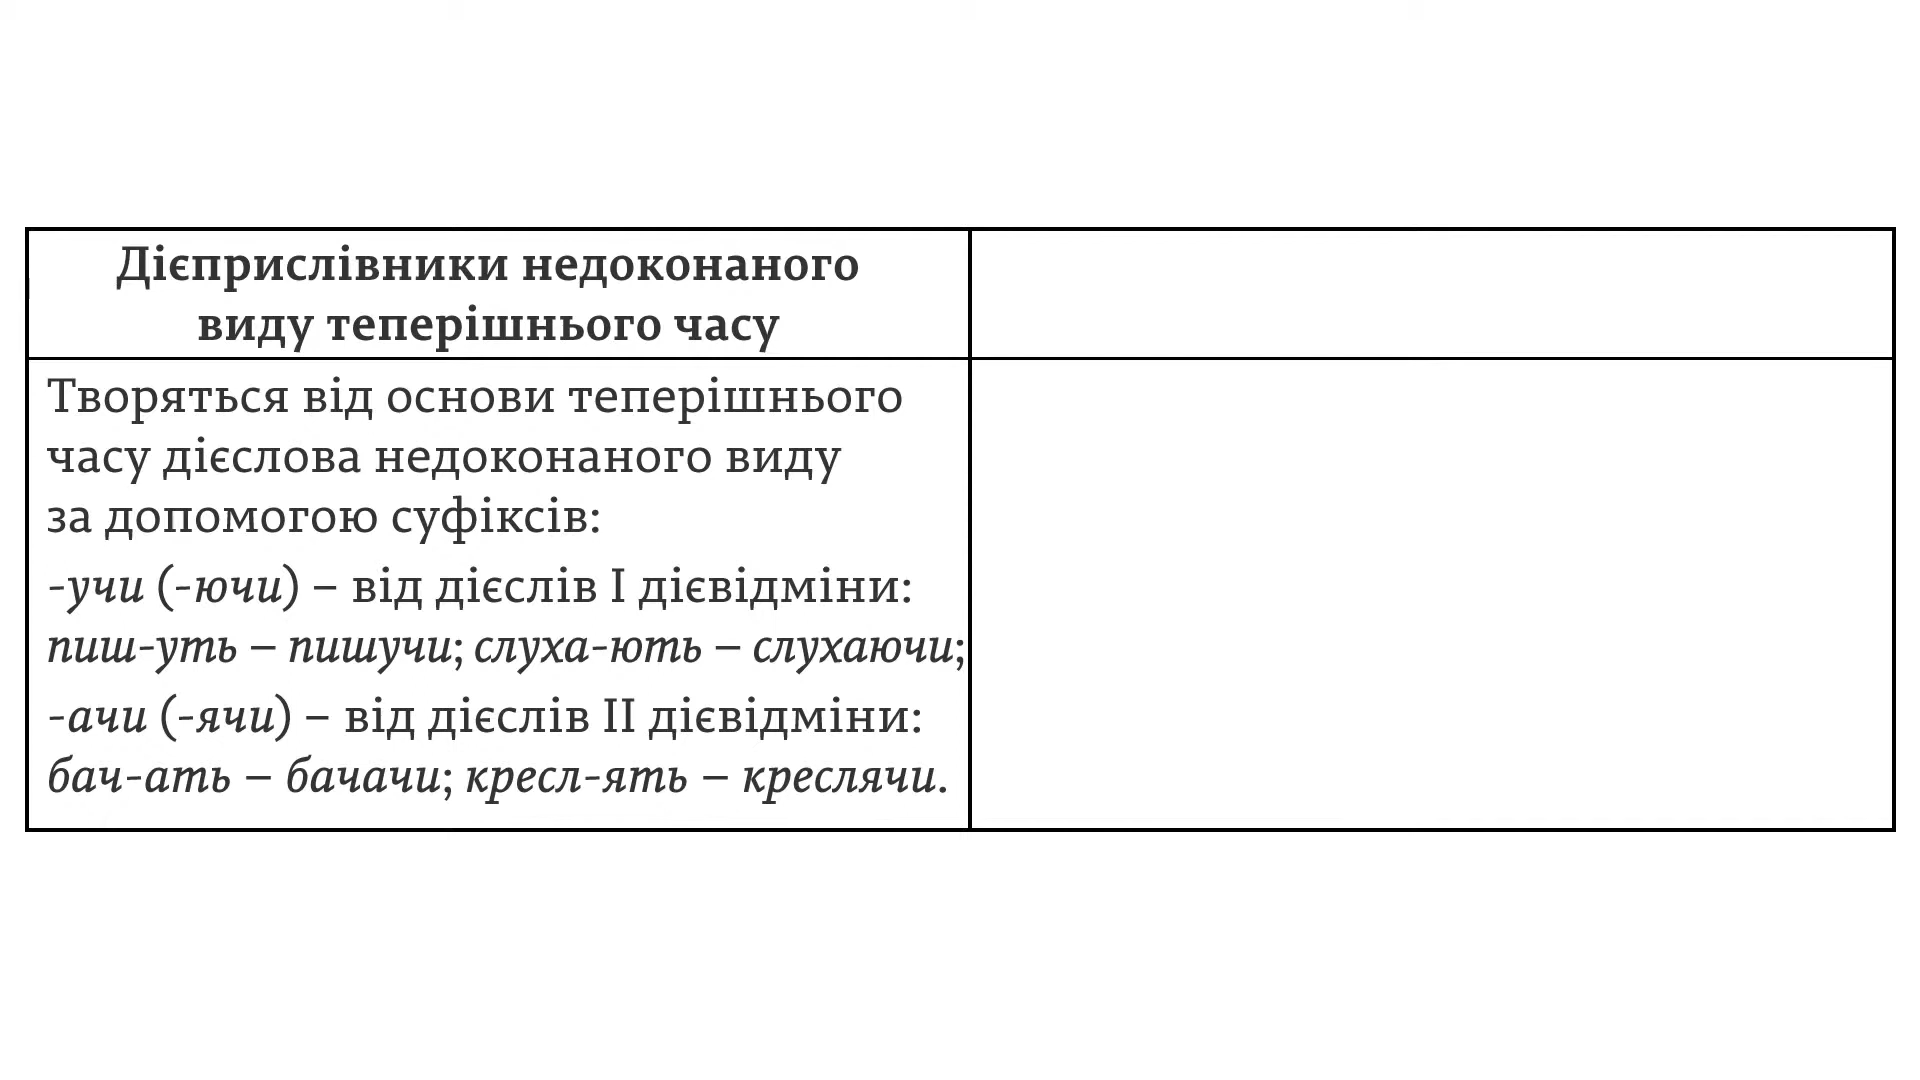 Дієприслівники недоконаного
виду теперішнього часу
Творяться від основи теперішнього
часу дієслова недоконаного виду
за допомогою суфіксів:
-учи (-ючи) – від дієслів І дієвідміни:
пиш-уть – пишучи; слуха-ють – слухаючи;
-ачи (-ячи) – від дієслів ІІ дієвідміни:
бач-ать – бачачи; кресл-ять – креслячи.